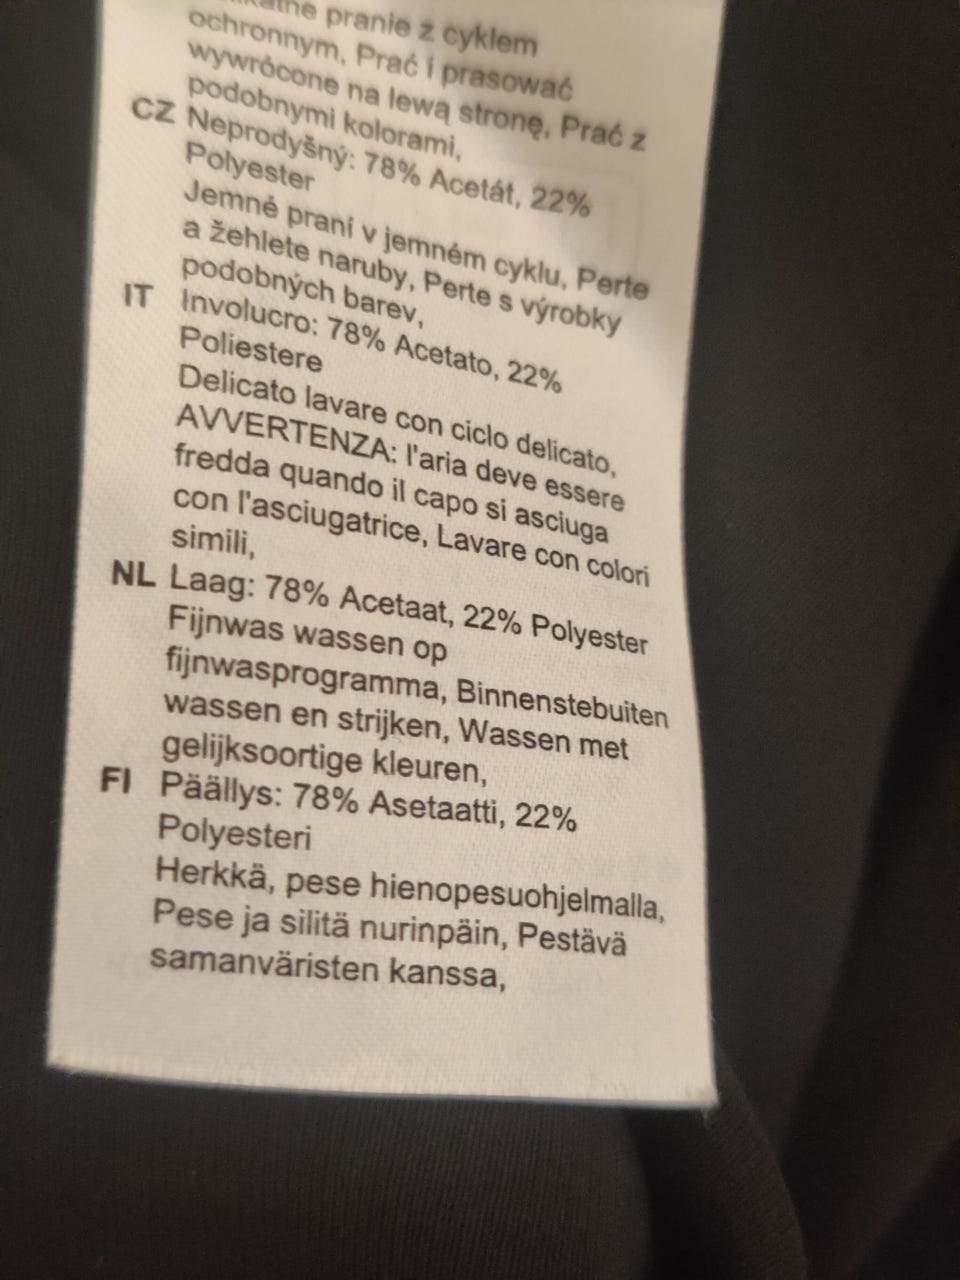 pranie z cyklem
ochronnym, Prać i prasować
wywrócone na lewą stronę, Prać z
podobnymi kolorami,
CZ Neprodyšný: 78% Acetát, 22%
Polyester
Jemné praní v jemném cyklu, Perte
a žehlete naruby, Perte s výrobky
podobných barev,
IT Involucro: 78% Acetato, 22%
Poliestere
Delicato lavare con ciclo delicato,
AVVERTENZA: l'aria deve essere
fredda quando il capo si asciuga
con l'asciugatrice, Lavare con colori
simili,
NL Laag: 78% Acetaat, 22% Polyester
Fijnwas wassen op
fijnwasprogramma, Binnenstebuiten
wassen en strijken, Wassen met
gelijksoortige kleuren,
FI Päällys: 78% Asetaatti, 22%
Polyesteri
Herkkä, pese hienopesuohjelmalla,
Pese ja silitä nurinpäin, Pestävä
samanväristen kanssa,